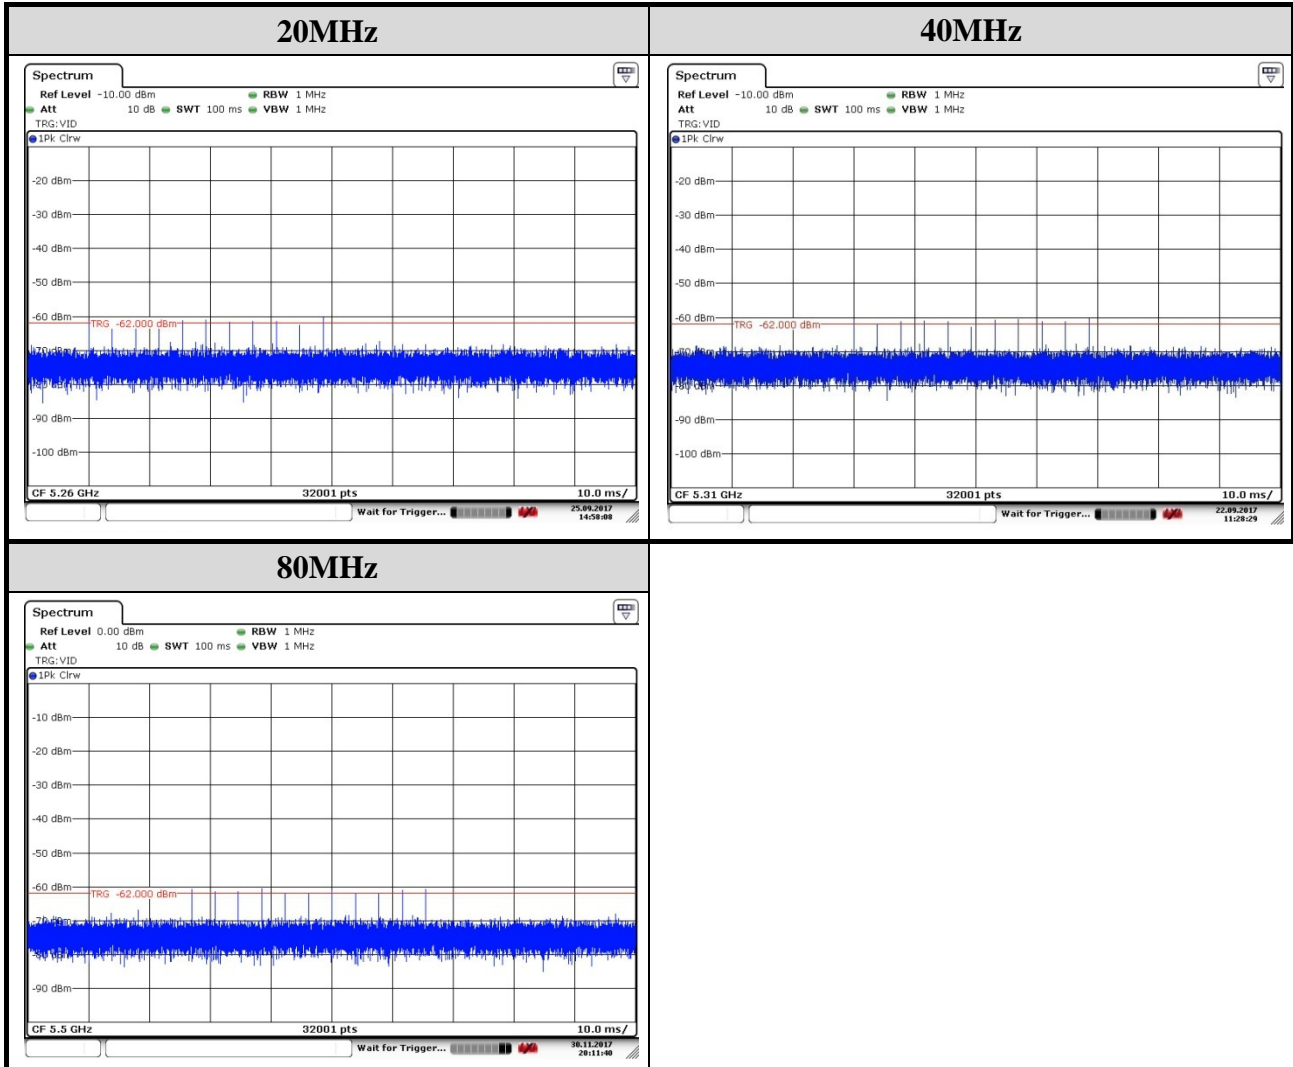 20MHz
Spectrum
Ref Level -10.00 dBm RBW 1 MHz
Att 10 dB SWT 100 ms VBW 1 MHz
TRG:VID
1Pk Clrw
-20 dBm
-30 dBm
-40 dBm
-50 dBm
-60 dBm
TRG -62.000 dBm
-70 dBm
-90 dBm
-100 dBm
CF 5.26 GHz 32001 pts 10.0 ms/
Wait for Trigger... 25.09.2017
14:58:08
40MHz
Spectrum
Ref Level -10.00 dBm RBW 1 MHz
Att 10 dB SWT 100 ms VBW 1 MHz
TRG:VID
1Pk Clrw
-20 dBm
-30 dBm
-40 dBm
-50 dBm
-60 dBm
TRG -62.000 dBm
-90 dBm
-100 dBm
CF 5.31 GHz 32001 pts 10.0 ms/
Wait for Trigger... 22.09.2017
11:28:29
80MHz
Spectrum
Ref Level 0.00 dBm RBW 1 MHz
Att 10 dB SWT 100 ms VBW 1 MHz
TRG:VID
1Pk Clrw
-10 dBm
-20 dBm
-30 dBm
-40 dBm
-50 dBm
-60 dBm
TRG -62.000 dBm
-70 dBm
-90 dBm
CF 5.5 GHz 32001 pts 10.0 ms/
Wait for Trigger... 30.11.2017
20:11:40